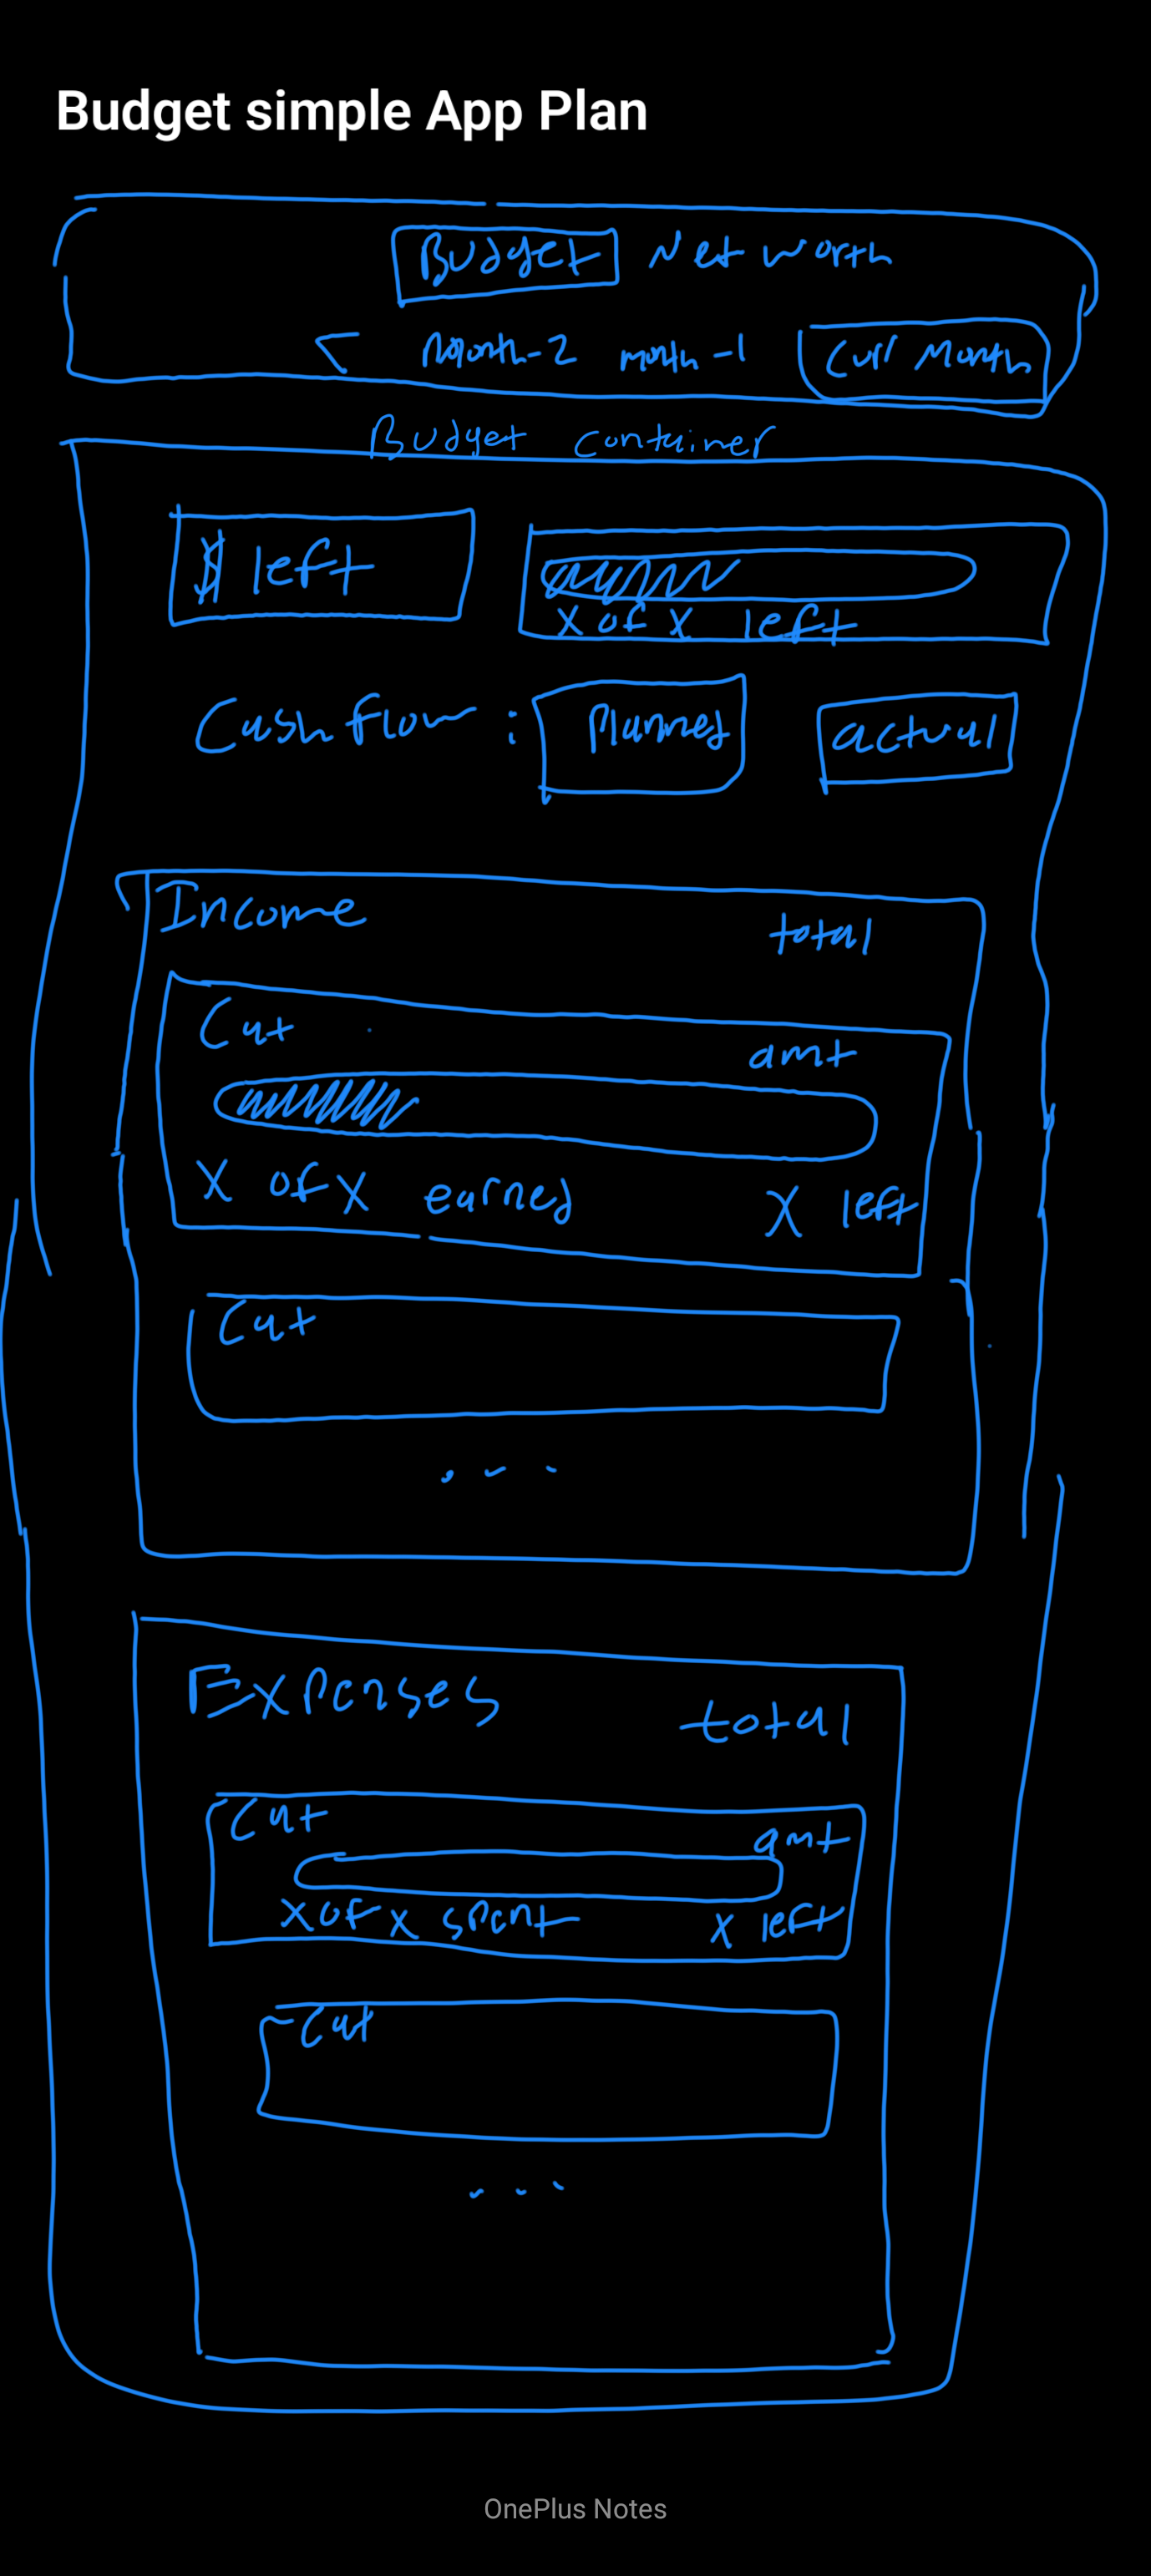 Budget simple App Plan
Budget Net worth
< Month-2 month-1 Curr Month
Budget Container
$ left
X of X left
Cashflow : Planned actual
Income total
Cat amt
X of X earned X left
Cat
...
Expenses total
Cat amt
X of X spent X left
Cat
...
OnePlus Notes